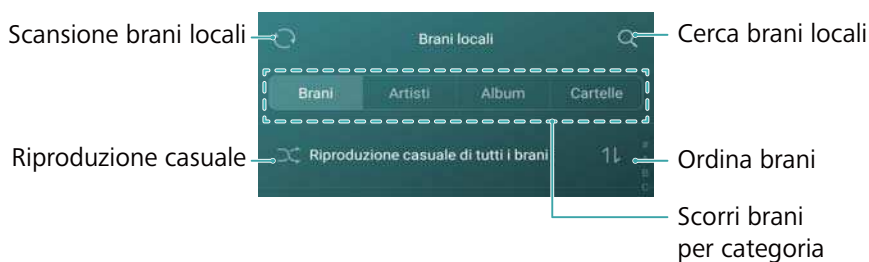 Scansione brani locali
Brani locali
Cerca brani locali
Brani Artisti Album Cartelle
Riproduzione casuale
Riproduzione casuale di tutti i brani
Ordina brani
#
B
C
Scorri brani
per categoria